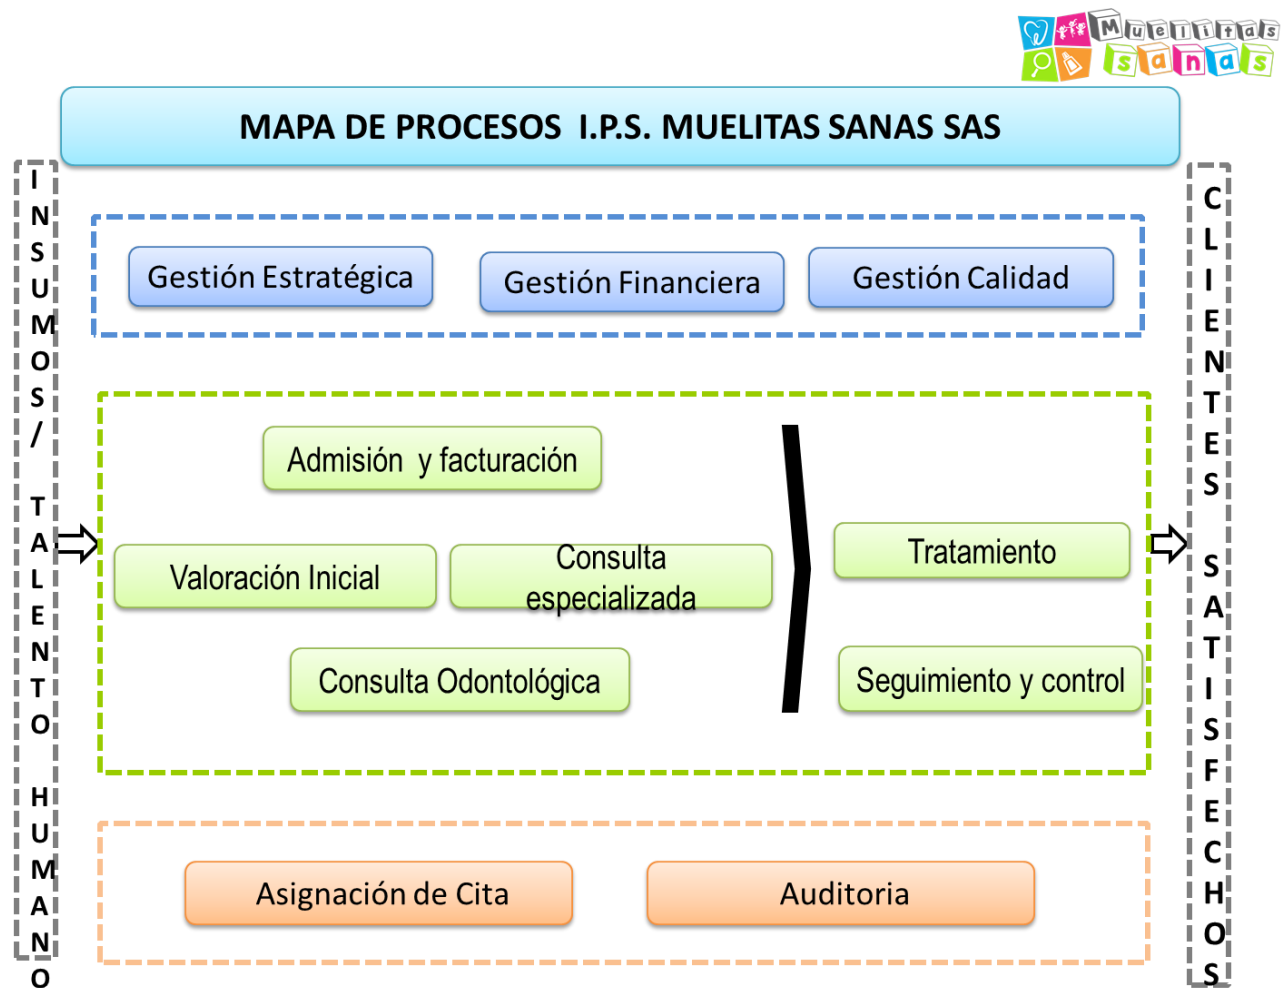 Muelitas
sanas
MAPA DE PROCESOS I.P.S. MUELITAS SANAS SAS
INSUMOS/ TALENTO HUMANO
Gestión Estratégica
Gestión Financiera
Gestión Calidad
Admisión y facturación
Valoración Inicial
Consulta
especializada
Consulta Odontológica
Tratamiento
Seguimiento y control
Asignación de Cita
Auditoria
CLIENTES SATISFECHOS